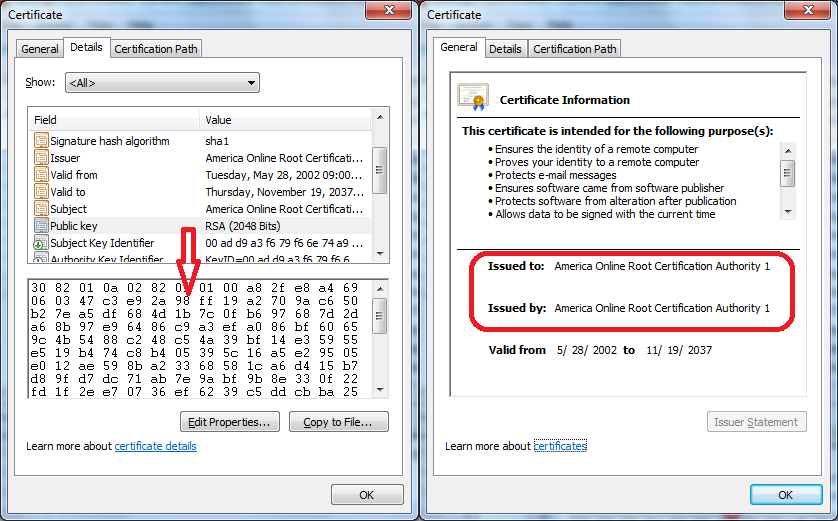 Certificate
General Details Certification Path
Show: <All>
Field Value
Signature hash algorithm sha1
Issuer America Online Root Certificati...
Valid from Tuesday, May 28, 2002 09:00...
Valid to Thursday, November 19, 2037...
Subject America Online Root Certificati...
Public key RSA (2048 Bits)
Subject Key Identifier 00 ad d9 a3 f6 79 f6 6e 74 a9 ...
Authority Key Identifier KeyID=00 ad d9 a3 f6 79 f6 6
30 82 01 0a 02 82 01 01 00 a8 2f e8 a4 69
06 03 47 c3 e9 2a 98 ff 19 a2 70 9a c6 50
b2 7e a5 df 68 4d 1b 7c 0f b6 97 68 7d 2d
a6 8b 97 e9 64 86 c9 a3 ef a0 86 bf 60 65
9c 4b 54 88 c2 48 c5 4a 39 bf 14 e3 59 55
e5 19 b4 74 c8 b4 05 39 5c 16 a5 e2 95 05
e0 12 ae 59 8b a2 33 68 58 1c a6 d4 15 b7
d8 9f d7 dc 71 ab 7e 9a bf 9b 8e 33 0f 22
fd 1f 2e e7 07 36 ef 62 39 c5 dd cb ba 25
Edit Properties... Copy to File...
Learn more about certificate details
OK
Certificate
General Details Certification Path
Certificate Information
This certificate is intended for the following purpose(s):
• Ensures the identity of a remote computer
• Proves your identity to a remote computer
• Protects e-mail messages
• Ensures software came from software publisher
• Protects software from alteration after publication
• Allows data to be signed with the current time
Issued to: America Online Root Certification Authority 1
Issued by: America Online Root Certification Authority 1
Valid from 5/ 28/ 2002 to 11/ 19/ 2037
Issuer Statement
Learn more about certificates
OK